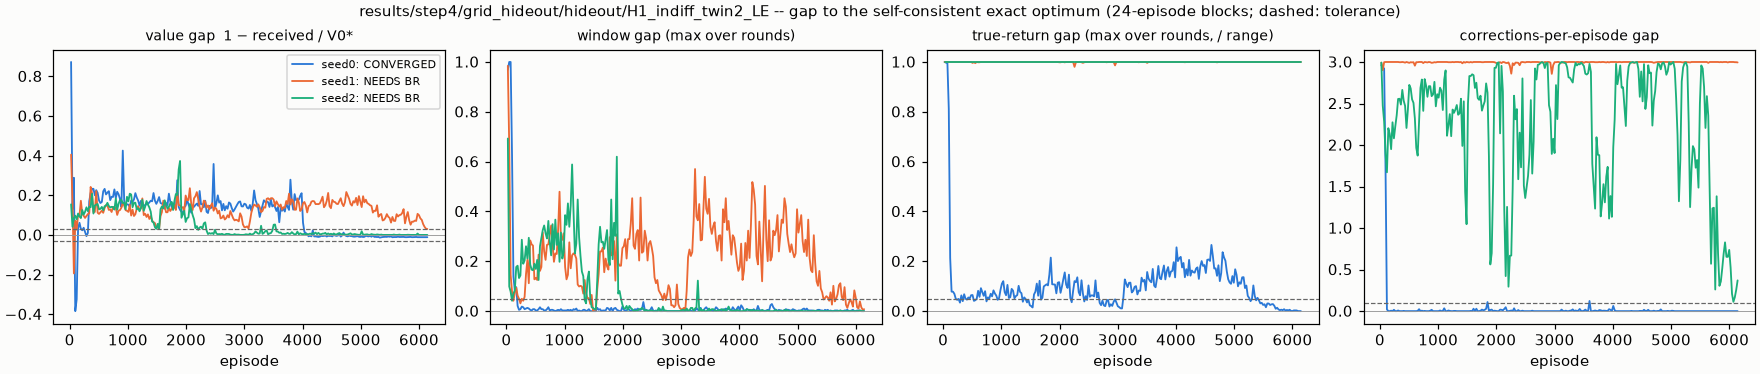 results/step4/grid_hideout/hideout/H1_indiff_twin2_LE -- gap to the self-consistent exact optimum (24-episode blocks; dashed: tolerance)
value gap  1 − received / V0*
seed0: CONVERGED
seed1: NEEDS BR
seed2: NEEDS BR
0.8
0.6
0.4
0.2
0.0
−0.2
−0.4
0 1000 2000 3000 4000 5000 6000
episode
window gap (max over rounds)
1.0
0.8
0.6
0.4
0.2
0.0
0 1000 2000 3000 4000 5000 6000
episode
true-return gap (max over rounds, / range)
1.0
0.8
0.6
0.4
0.2
0.0
0 1000 2000 3000 4000 5000 6000
episode
corrections-per-episode gap
3.0
2.5
2.0
1.5
1.0
0.5
0.0
0 1000 2000 3000 4000 5000 6000
episode